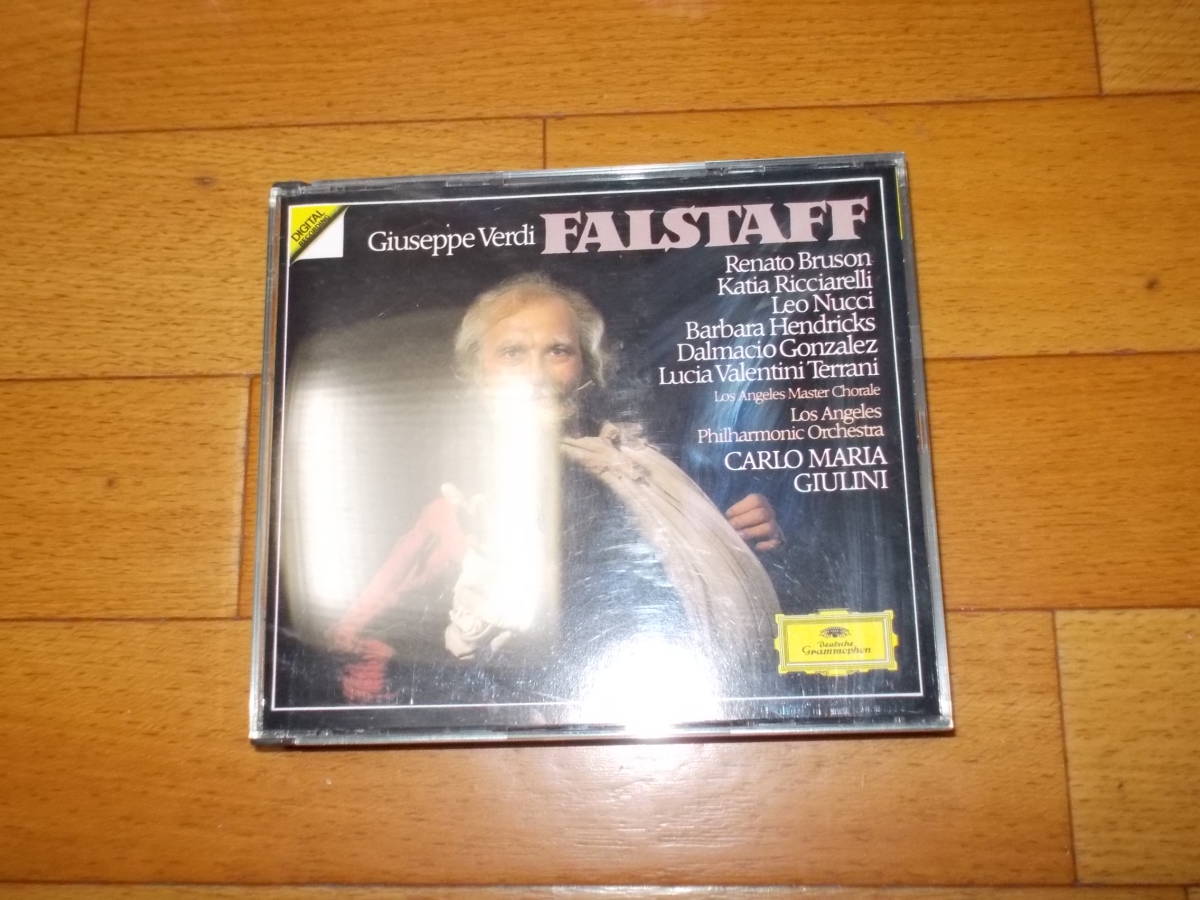 DIGITAL
RECORDING
Giuseppe Verdi FALSTAFF
Renato Bruson
Katia Ricciarelli
Leo Nucci
Barbara Hendricks
Dalmacio Gonzalez
Lucia Valentini Terrani
Los Angeles Master Chorale
Los Angeles
Philharmonic Orchestra
CARLO MARIA
GIULINI
Deutsche
Grammophon